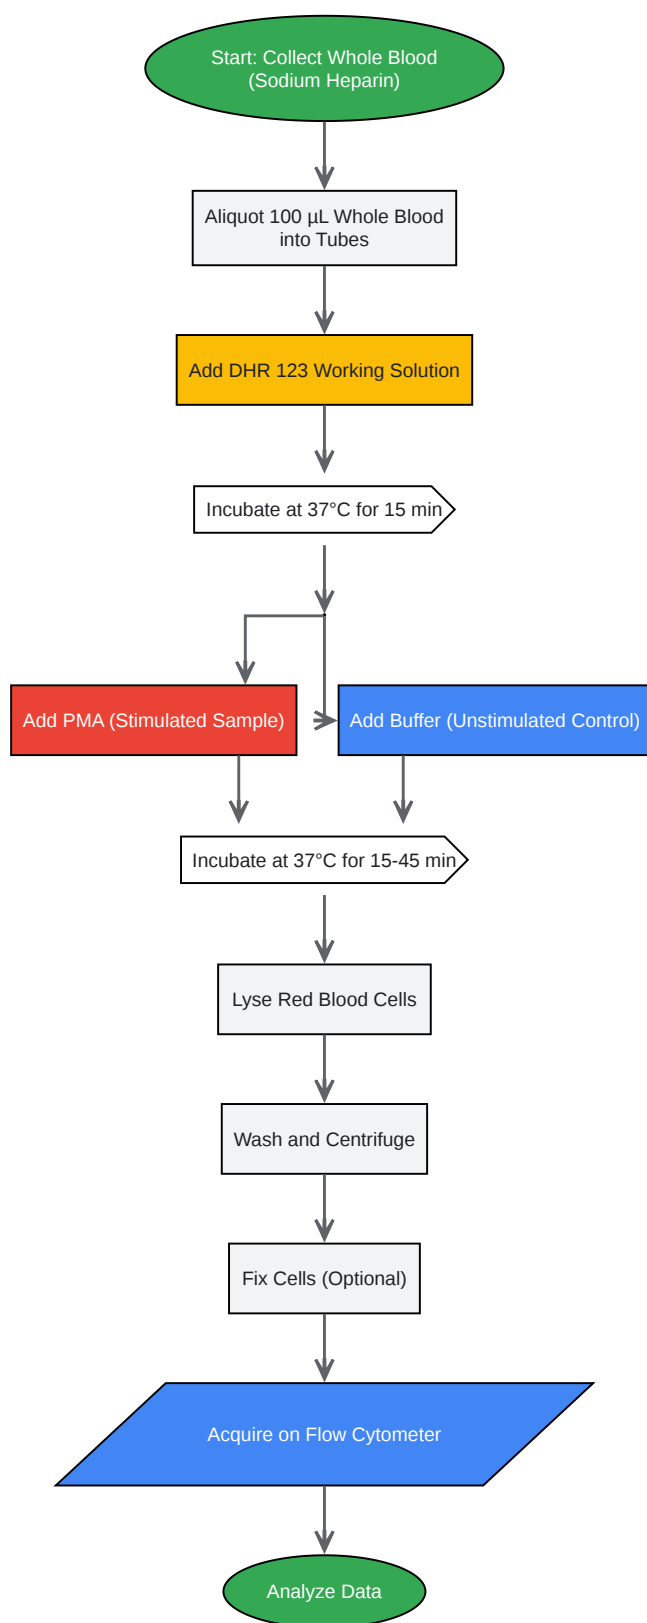 Start: Collect Whole Blood
(Sodium Heparin)
Aliquot 100 µL Whole Blood
into Tubes
Add DHR 123 Working Solution
Incubate at 37°C for 15 min
Add PMA (Stimulated Sample)
Add Buffer (Unstimulated Control)
Incubate at 37°C for 15-45 min
Lyse Red Blood Cells
Wash and Centrifuge
Fix Cells (Optional)
Acquire on Flow Cytometer
Analyze Data